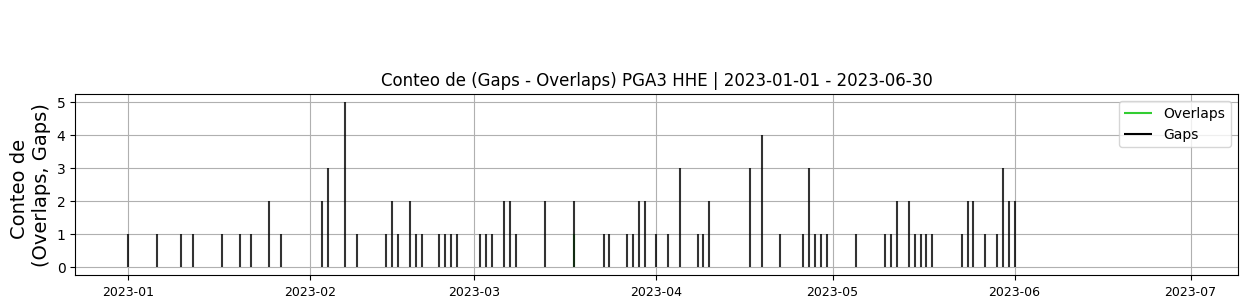 Conteo de (Gaps - Overlaps) PGA3 HHE | 2023-01-01 - 2023-06-30
Conteo de
(Overlaps, Gaps)
5
4
3
2
1
0
Overlaps
Gaps
2023-01
2023-02
2023-03
2023-04
2023-05
2023-06
2023-07